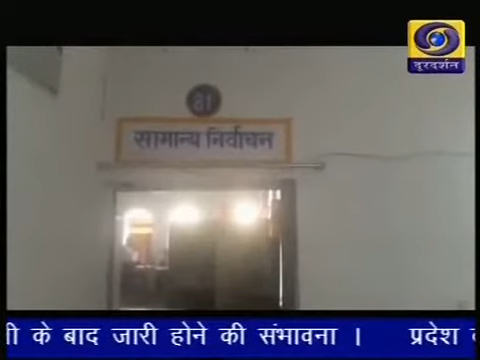 दूरदर्शन
81
सामान्य निर्वाचन
के बाद जारी होने की संभावना । प्रदेश